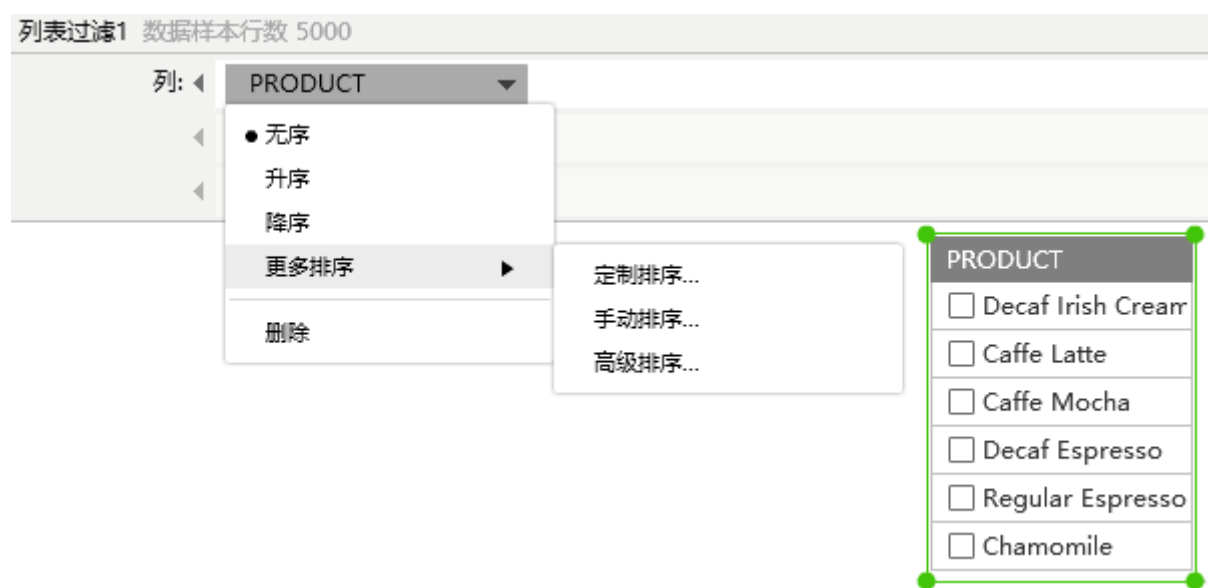 列表过滤1 数据样本行数 5000
列: PRODUCT
无序
升序
降序
更多排序
删除
定制排序...
手动排序...
高级排序...
PRODUCT
Decaf Irish Cream
Caffe Latte
Caffe Mocha
Decaf Espresso
Regular Espresso
Chamomile